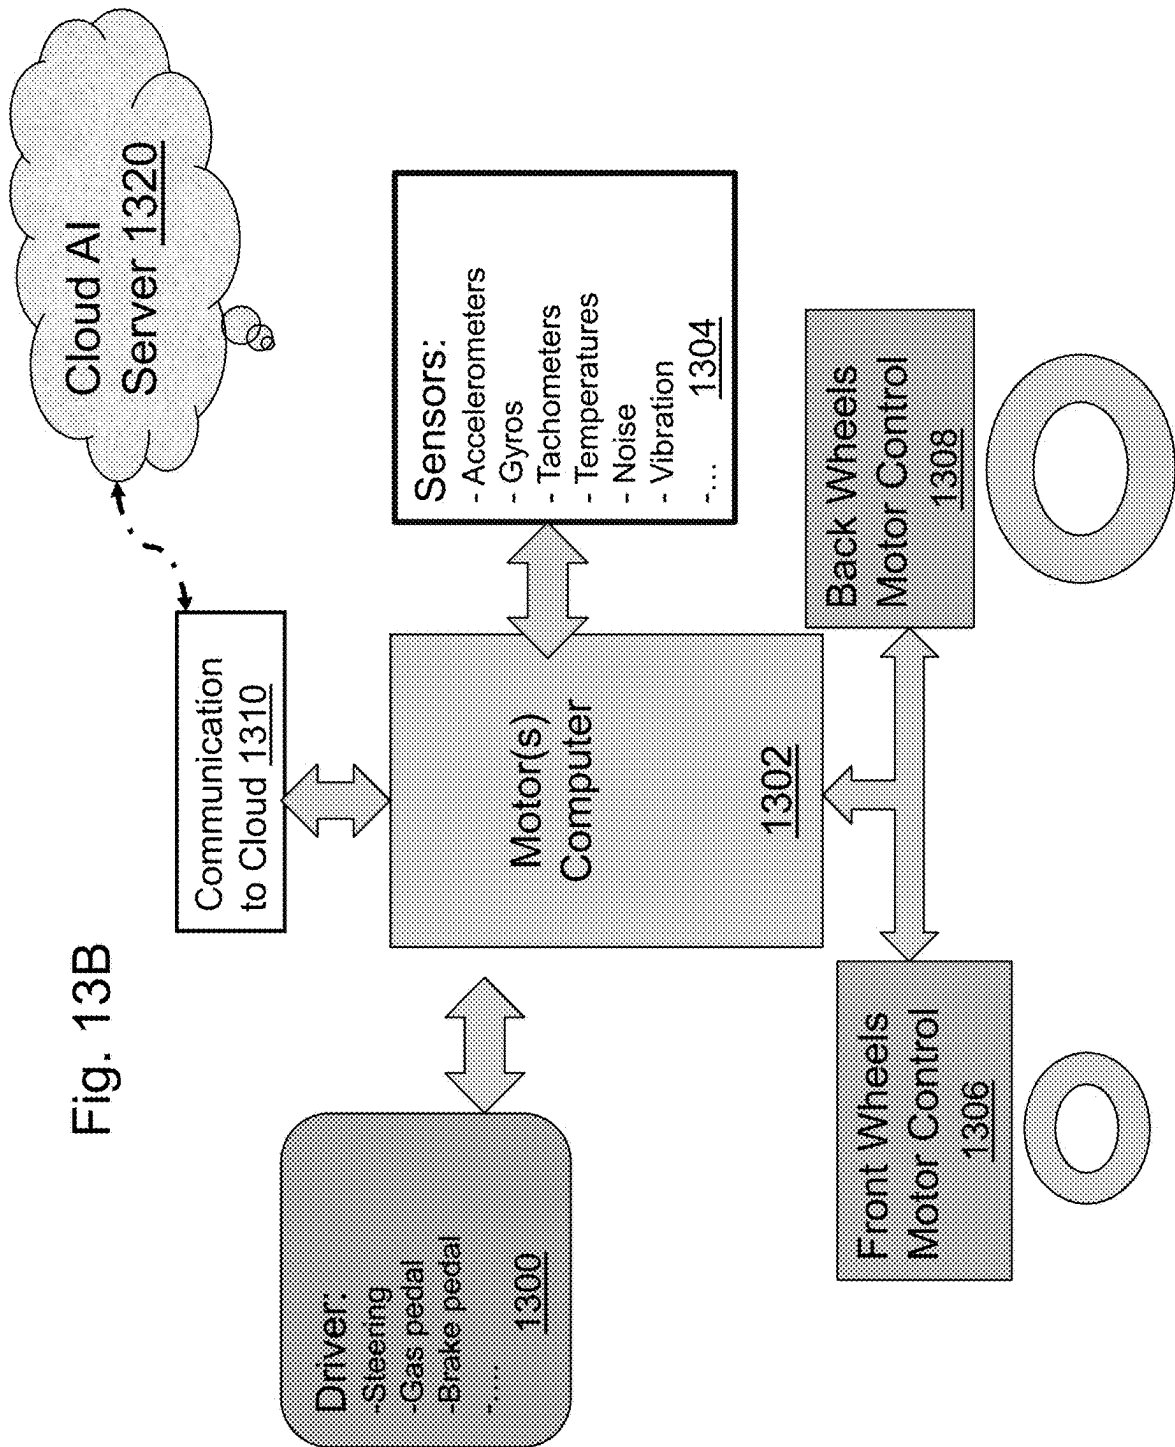 Fig. 13B
Cloud AI
Server 1320
Communication
to Cloud 1310
Driver:
-Steering
-Gas pedal
-Brake pedal
-....
1300
Motor(s)
Computer
1302
Sensors:
- Accelerometers
- Gyros
- Tachometers
- Temperatures
- Noise
- Vibration
-...
1304
Front Wheels
Motor Control
1306
Back Wheels
Motor Control
1308